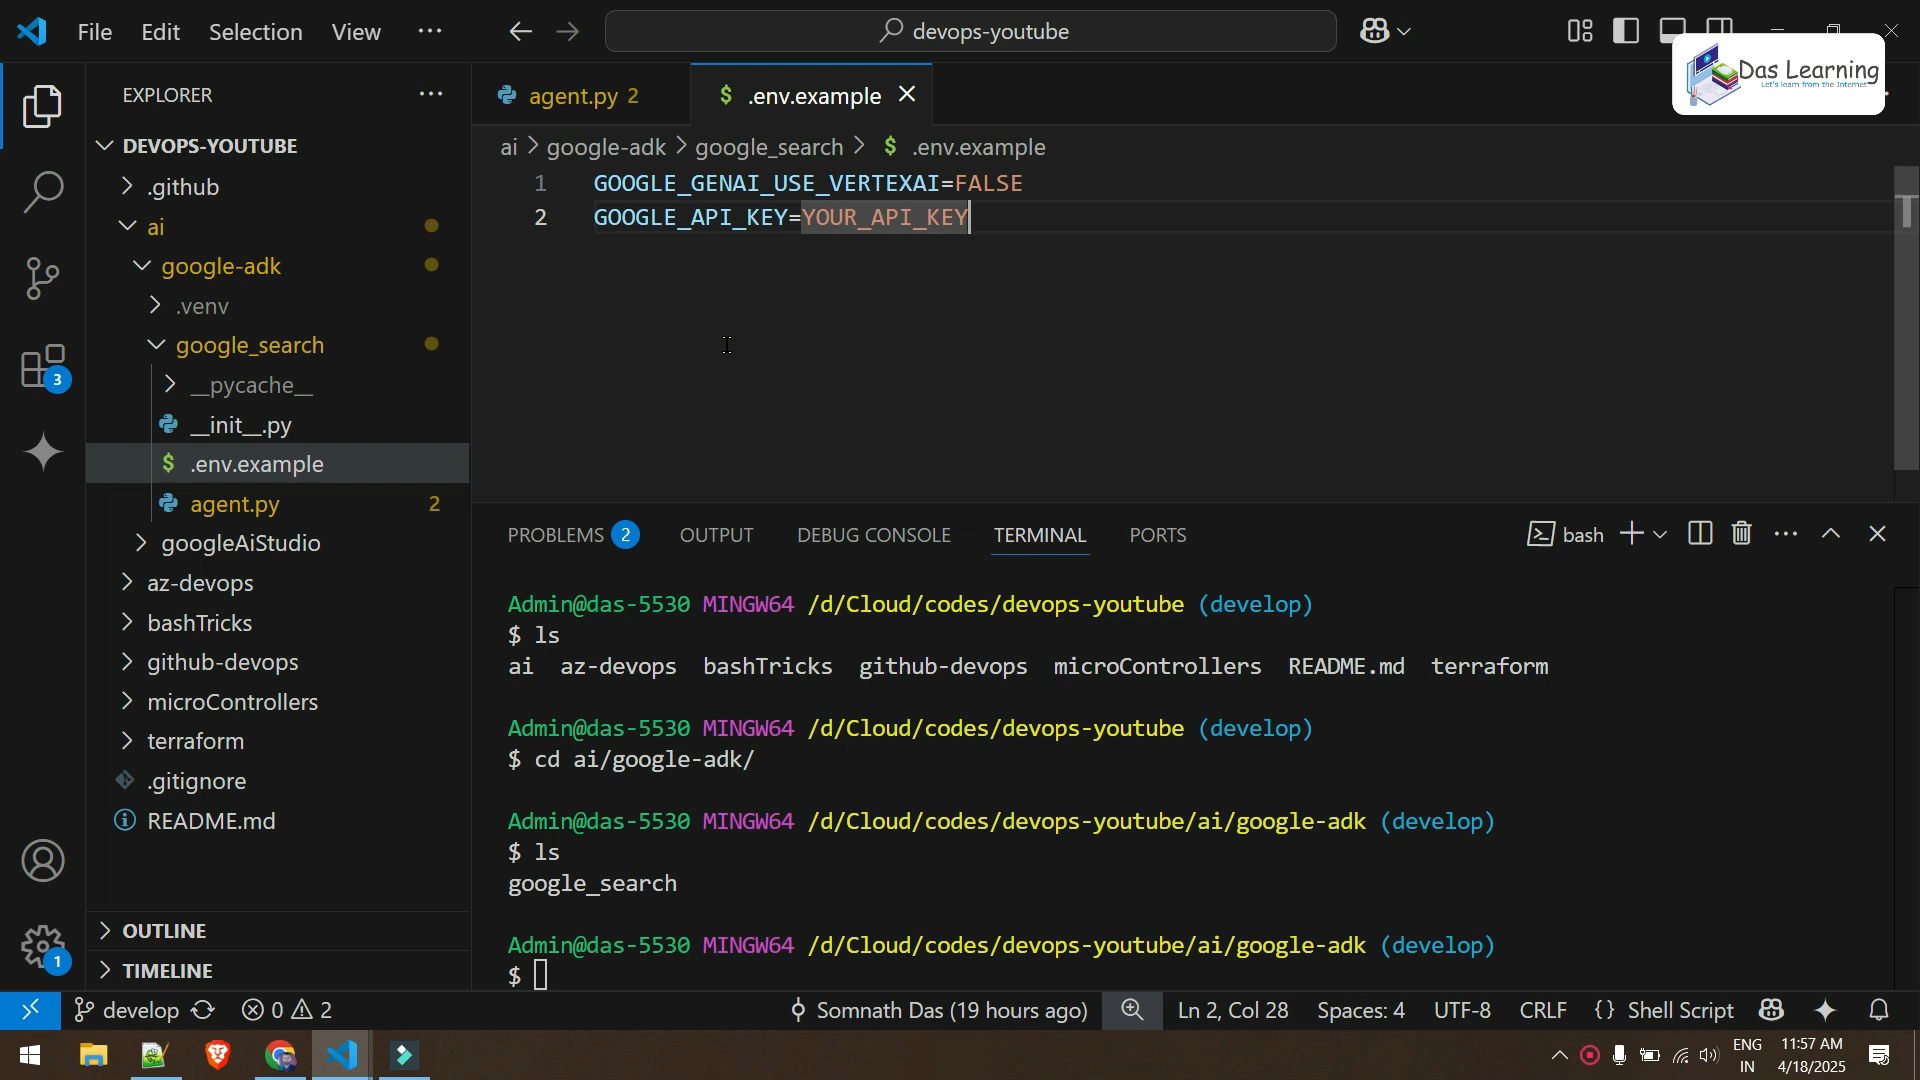 File Edit Selection View ···
devops-youtube
Das Learning
Let's learn from the Internet
EXPLORER ···
DEVOPS-YOUTUBE
.github
ai
google-adk
.venv
google_search
__pycache__
__init__.py
.env.example
agent.py 2
googleAiStudio
az-devops
bashTricks
github-devops
microControllers
terraform
.gitignore
README.md
OUTLINE
TIMELINE
3
1
agent.py 2
$ .env.example
ai > google-adk > google_search > $ .env.example
1 GOOGLE_GENAI_USE_VERTEXAI=FALSE
2 GOOGLE_API_KEY=YOUR_API_KEY
PROBLEMS 2 OUTPUT DEBUG CONSOLE TERMINAL PORTS bash
Admin@das-5530 MINGW64 /d/Cloud/codes/devops-youtube (develop)
$ ls
ai az-devops bashTricks github-devops microControllers README.md terraform
Admin@das-5530 MINGW64 /d/Cloud/codes/devops-youtube (develop)
$ cd ai/google-adk/
Admin@das-5530 MINGW64 /d/Cloud/codes/devops-youtube/ai/google-adk (develop)
$ ls
google_search
Admin@das-5530 MINGW64 /d/Cloud/codes/devops-youtube/ai/google-adk (develop)
$
develop 0 2 Somnath Das (19 hours ago) Ln 2, Col 28 Spaces: 4 UTF-8 CRLF {} Shell Script
ENG 11:57 AM
IN 4/18/2025